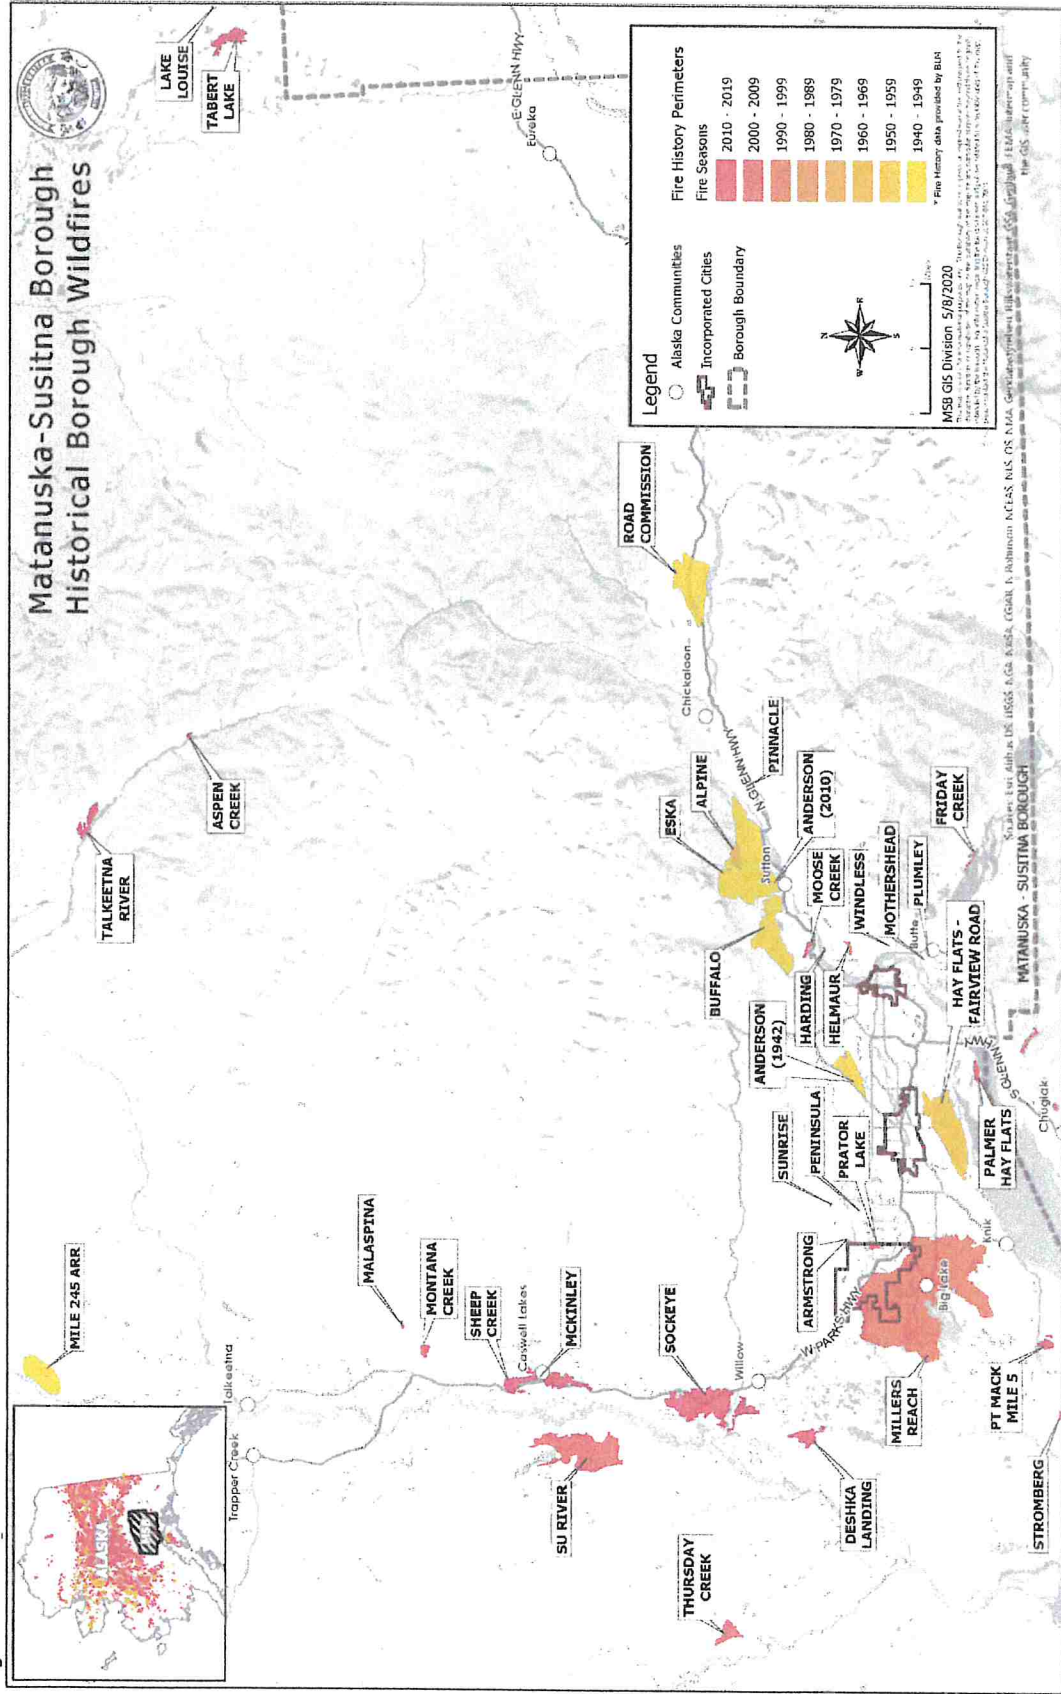 Matanuska-Susitna Borough
Historical Borough Wildfires
ALASKA
MILE 245 ARR
Talkeetna
Trapper Creek
TALKEETNA
RIVER
ASPEN
CREEK
LAKE
LOUISE
TABERT
LAKE
E GLENN HWY
Eureka
MALASPINA
MONTANA
CREEK
SHEEP
CREEK
Caswell Lakes
MCKINLEY
SU RIVER
SOCKEYE
Willow
THURSDAY
CREEK
DESHKA
LANDING
W PARKS HWY
ARMSTRONG
SUNRISE
PENINSULA
PRATOR
LAKE
MILLERS
REACH
Big Lake
Knik
PT MACK
MILE 5
STROMBERG
ANDERSON
(1942)
BUFFALO
ESKA
ALPINE
Chickaloon
ROAD
COMMISSION
N GLENN HWY
PINNACLE
Sutton
ANDERSON
(2010)
MOOSE
CREEK
HARDING
HELMAUR
WINDLESS
MOTHERSHEAD
Butte
PLUMLEY
FRIDAY
CREEK
HAY FLATS -
FAIRVIEW ROAD
PALMER
HAY FLATS
S GLENN HWY
Chugiak
MATANUSKA - SUSITNA BOROUGH
Legend
Alaska Communities
Incorporated Cities
Borough Boundary
Fire History Perimeters
Fire Seasons
2010 - 2019
2000 - 2009
1990 - 1999
1980 - 1989
1970 - 1979
1960 - 1969
1950 - 1959
1940 - 1949
* Fire History data provided by BLM
N
W
E
S
MSB GIS Division 5/8/2020
the GIS user community